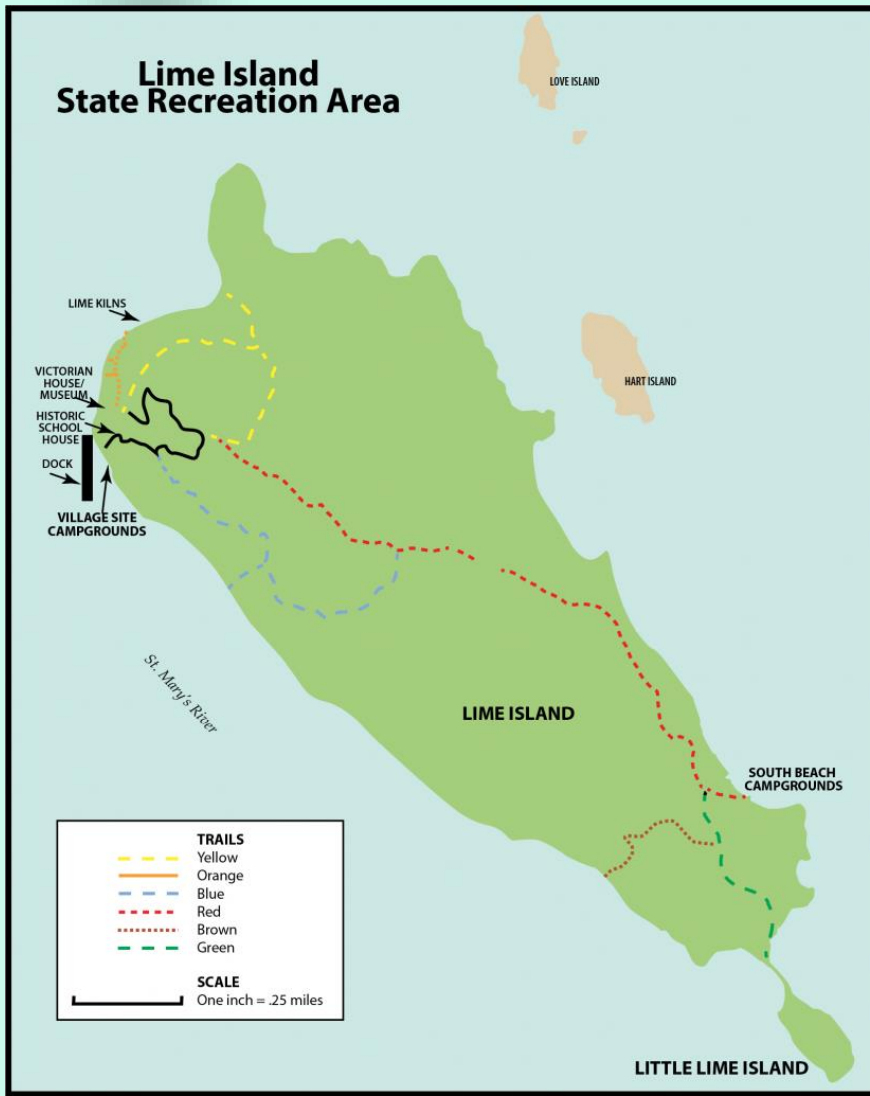 Lime Island
State Recreation Area
LOVE ISLAND
LIME KILNS
VICTORIAN
HOUSE/
MUSEUM
HISTORIC
SCHOOL
HOUSE
DOCK
VILLAGE SITE
CAMPGROUNDS
HART ISLAND
St. Mary's River
LIME ISLAND
SOUTH BEACH
CAMPGROUNDS
TRAILS
Yellow
Orange
Blue
Red
Brown
Green
SCALE
One inch = .25 miles
LITTLE LIME ISLAND